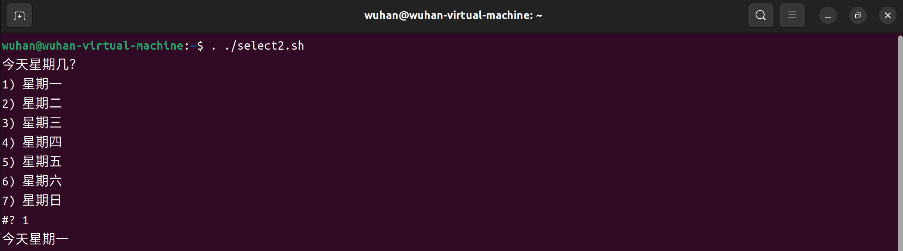 wuhan@wuhan-virtual-machine: ~
wuhan@wuhan-virtual-machine:~$ . ./select2.sh
今天星期几?
1) 星期一
2) 星期二
3) 星期三
4) 星期四
5) 星期五
6) 星期六
7) 星期日
#? 1
今天星期一